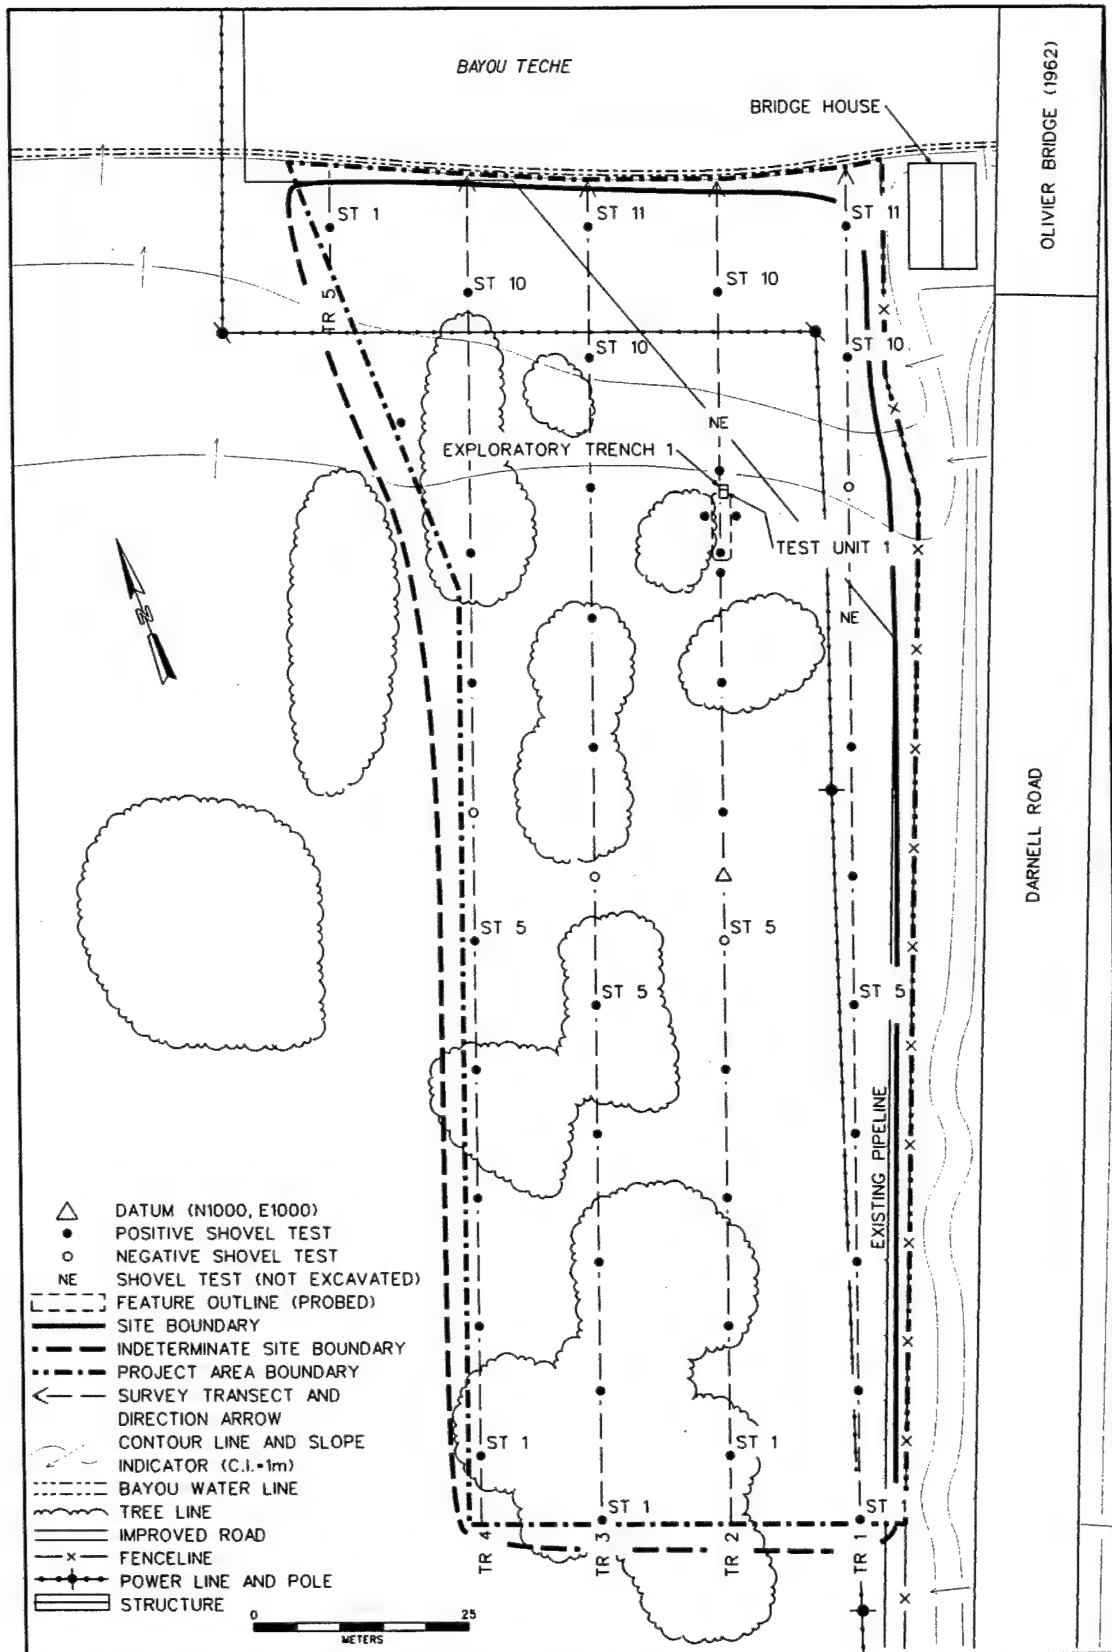 BAYOU TECHE
BRIDGE HOUSE
OLIVIER BRIDGE (1962)
ST 1
ST 11
ST 11
TR 5
ST 10
ST 10
ST 10
ST 10
NE
EXPLORATORY TRENCH 1
TEST UNIT 1
N
NE
DARNELL ROAD
ST 5
ST 5
ST 5
ST 5
EXISTING PIPELINE
DATUM (N1000, E1000)
POSITIVE SHOVEL TEST
NEGATIVE SHOVEL TEST
NE SHOVEL TEST (NOT EXCAVATED)
FEATURE OUTLINE (PROBED)
SITE BOUNDARY
INDETERMINATE SITE BOUNDARY
PROJECT AREA BOUNDARY
SURVEY TRANSECT AND
DIRECTION ARROW
CONTOUR LINE AND SLOPE
INDICATOR (C.I.=1m)
BAYOU WATER LINE
TREE LINE
IMPROVED ROAD
FENCELINE
POWER LINE AND POLE
STRUCTURE
ST 1
ST 1
ST 1
ST 1
TR 4
TR 3
TR 2
TR 1
0 25
METERS